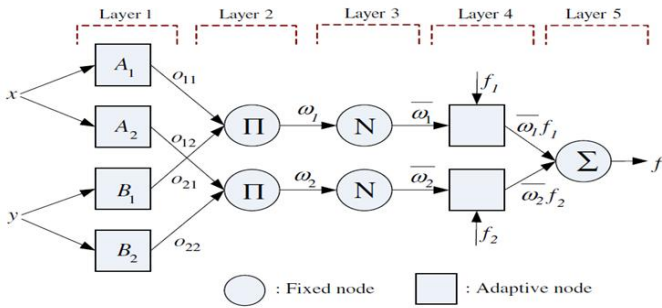 Layer 1 Layer 2 Layer 3 Layer 4 Layer 5
A₁ o₁₁ f₁
x ω₁ ω̅₁ ω̅₁f₁
Π N
A₂ o₁₂
Σ f
B₁ o₂₁ ω₂ ω̅₂ ω̅₂f₂
y Π N
B₂ o₂₂ f₂
: Fixed node : Adaptive node